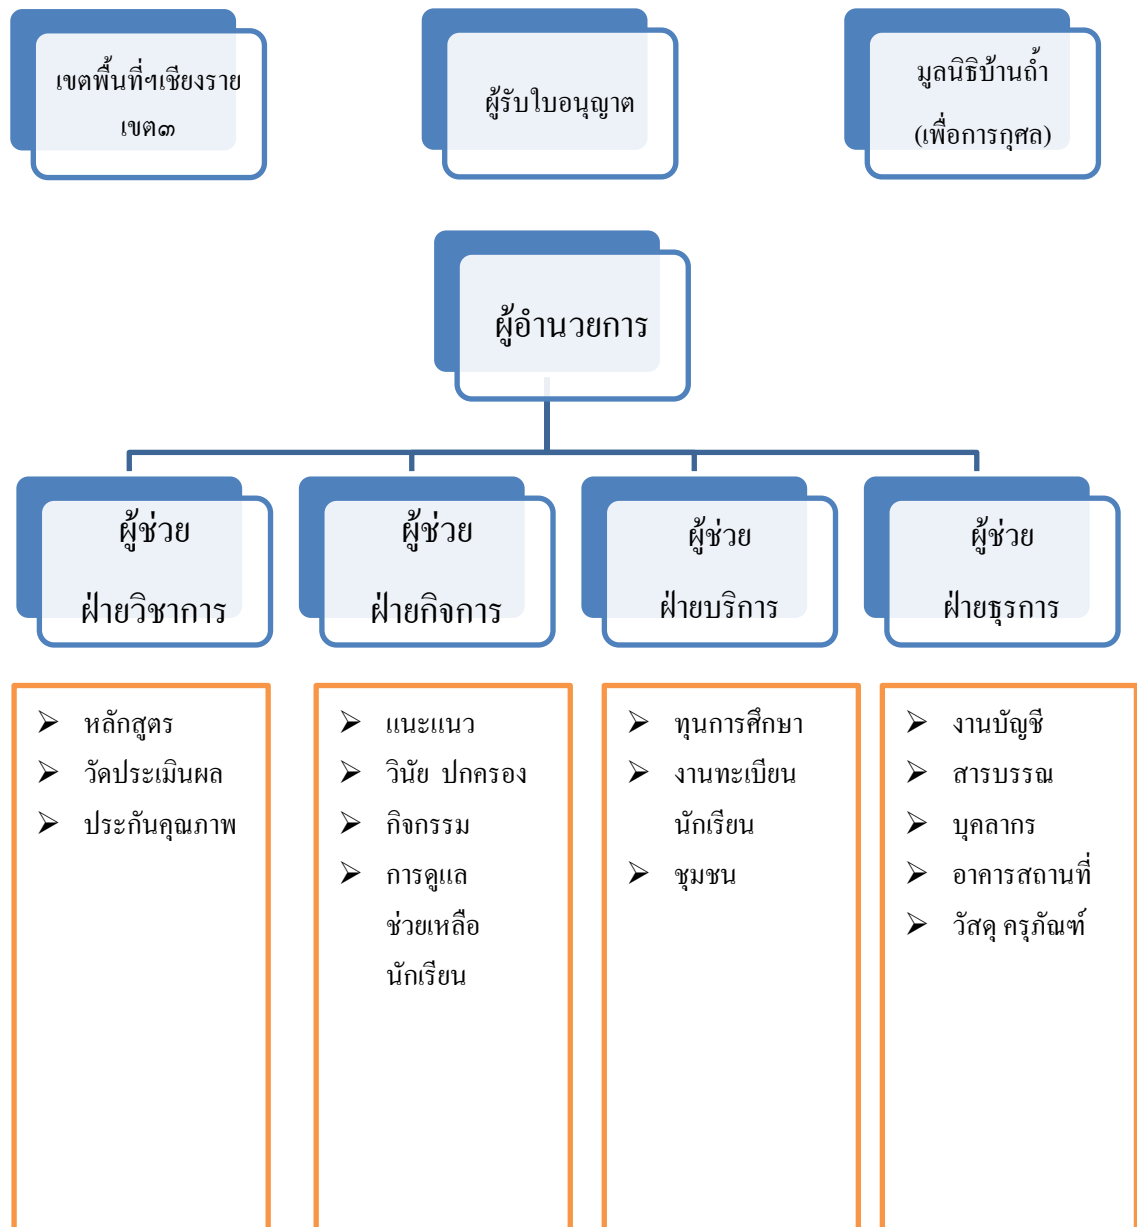 เขตพื้นที่ฯเชียงราย
เขต๓
ผู้รับใบอนุญาต
มูลนิธิบ้านถ้ำ
(เพื่อการกุศล)
ผู้อำนวยการ
ผู้ช่วย
ฝ่ายวิชาการ
ผู้ช่วย
ฝ่ายกิจการ
ผู้ช่วย
ฝ่ายบริการ
ผู้ช่วย
ฝ่ายธุรการ
➢ หลักสูตร
➢ วัดประเมินผล
➢ ประกันคุณภาพ
➢ แนะแนว
➢ วินัย ปกครอง
➢ กิจกรรม
➢ การดูแล
ช่วยเหลือ
นักเรียน
➢ ทุนการศึกษา
➢ งานทะเบียน
นักเรียน
➢ ชุมชน
➢ งานบัญชี
➢ สารบรรณ
➢ บุคลากร
➢ อาคารสถานที่
➢ วัสดุ ครุภัณฑ์